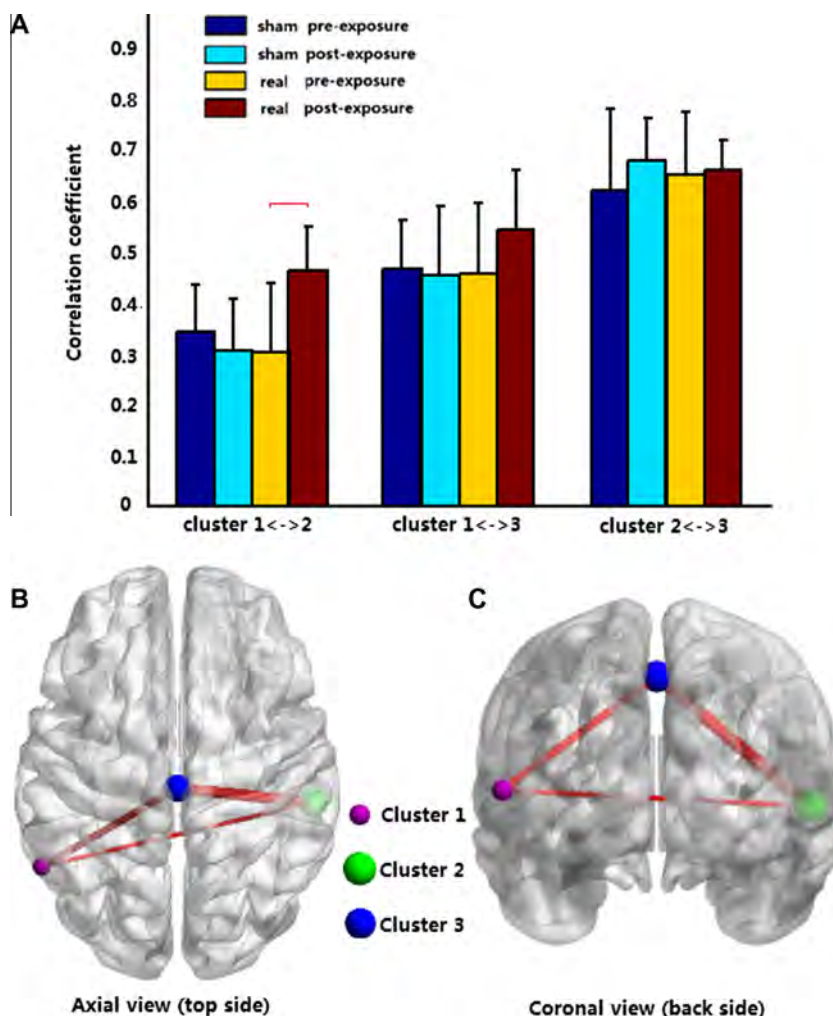 A
sham pre-exposure
sham post-exposure
real pre-exposure
real post-exposure
Correlation coefficient
0.9
0.8
0.7
0.6
0.5
0.4
0.3
0.2
0.1
0
cluster 1<->2
cluster 1<->3
cluster 2<->3
B
C
Cluster 1
Cluster 2
Cluster 3
Axial view (top side)
Coronal view (back side)